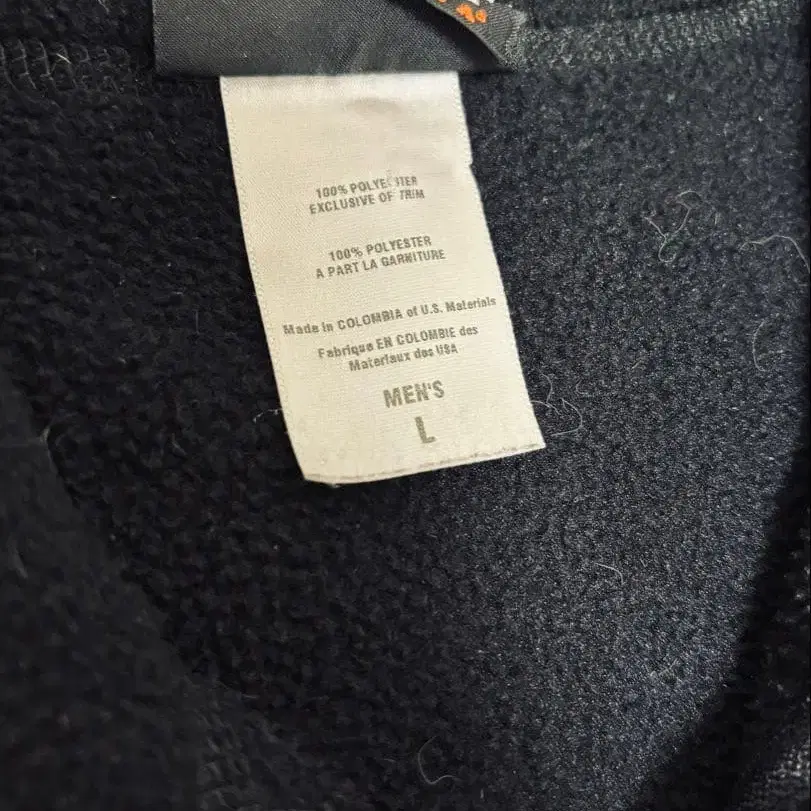 100% POLYESTER
EXCLUSIVE OF TRIM
100% POLYESTER
A PART LA GARNITURE
Made in COLOMBIA of U.S. Materials
Fabrique EN COLOMBIE des
Materiaux das USA
MEN'S
L